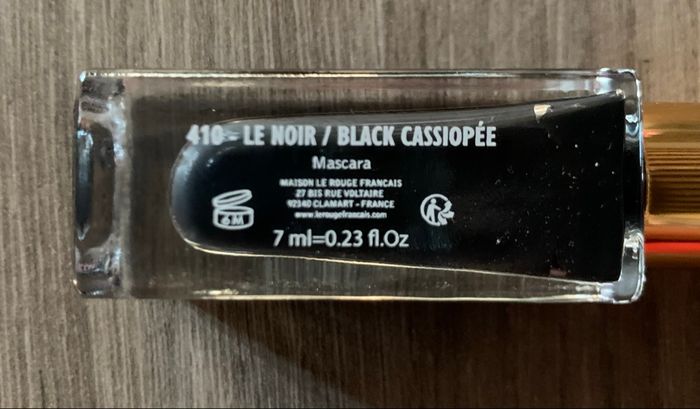 410 - LE NOIR / BLACK CASSIOPÉE
Mascara
MAISON LE ROUGE FRANCAIS
27 BIS RUE VOLTAIRE
92140 CLAMART - FRANCE
www.lerougefrancais.com
6M
7 ml=0.23 fl.Oz